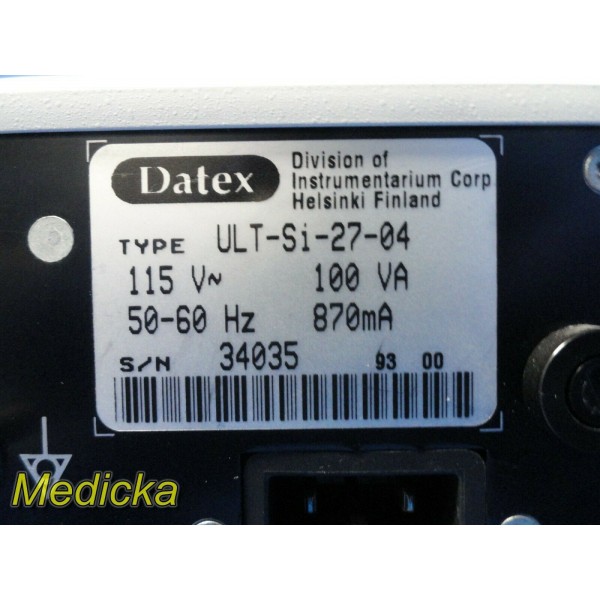 Datex
Division of
Instrumentarium Corp
Helsinki Finland
TYPE ULT-Si-27-04
115 V~ 100 VA
50-60 Hz 870mA
S/N 34035 93 00
Medicka